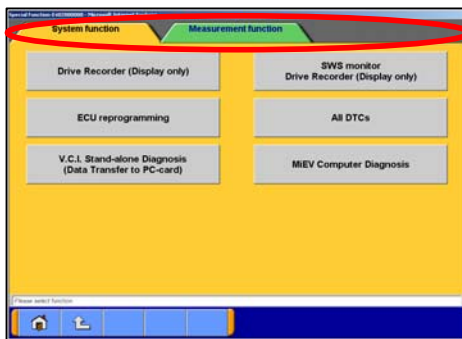 System function
Measurement function
Drive Recorder (Display only)
SWS monitor
Drive Recorder (Display only)
ECU reprogramming
All DTCs
V.C.I. Stand-alone Diagnosis
(Data Transfer to PC-card)
MiEV Computer Diagnosis
Please select function